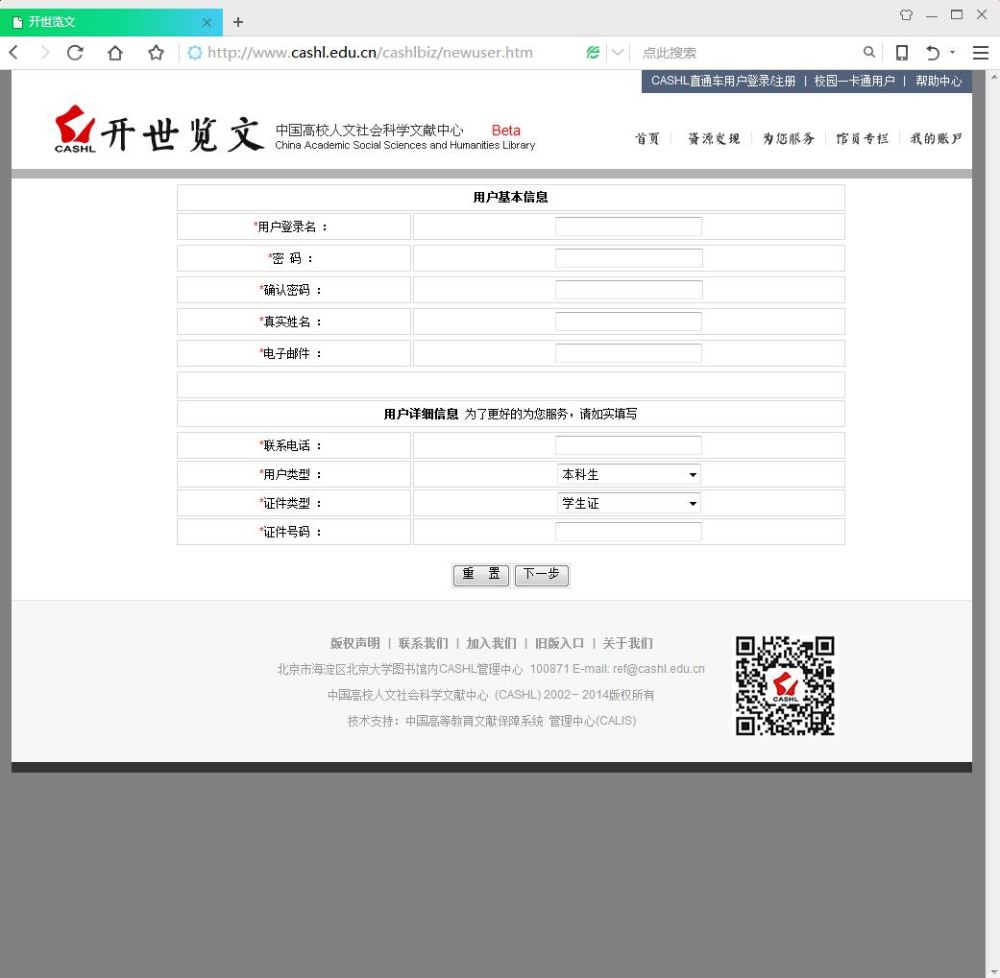 开世览文
http://www.cashl.edu.cn/cashlbiz/newuser.htm 点此搜索
CASHL直通车用户登录/注册 | 校园一卡通用户 | 帮助中心
CASHL 开世览文 中国高校人文社会科学文献中心 Beta
China Academic Social Sciences and Humanities Library
首页 资源发现 为您服务 馆员专栏 我的账户
用户基本信息
*用户登录名 ：
*密 码 ：
*确认密码 ：
*真实姓名 ：
*电子邮件 ：
用户详细信息 为了更好的为您服务，请如实填写
*联系电话 ：
*用户类型 ： 本科生
*证件类型 ： 学生证
*证件号码 ：
重 置 下一步
版权声明 | 联系我们 | 加入我们 | 旧版入口 | 关于我们
北京市海淀区北京大学图书馆内CASHL管理中心 100871 E-mail: ref@cashl.edu.cn
中国高校人文社会科学文献中心 (CASHL) 2002－2014版权所有
技术支持：中国高等教育文献保障系统 管理中心(CALIS)
CASHL